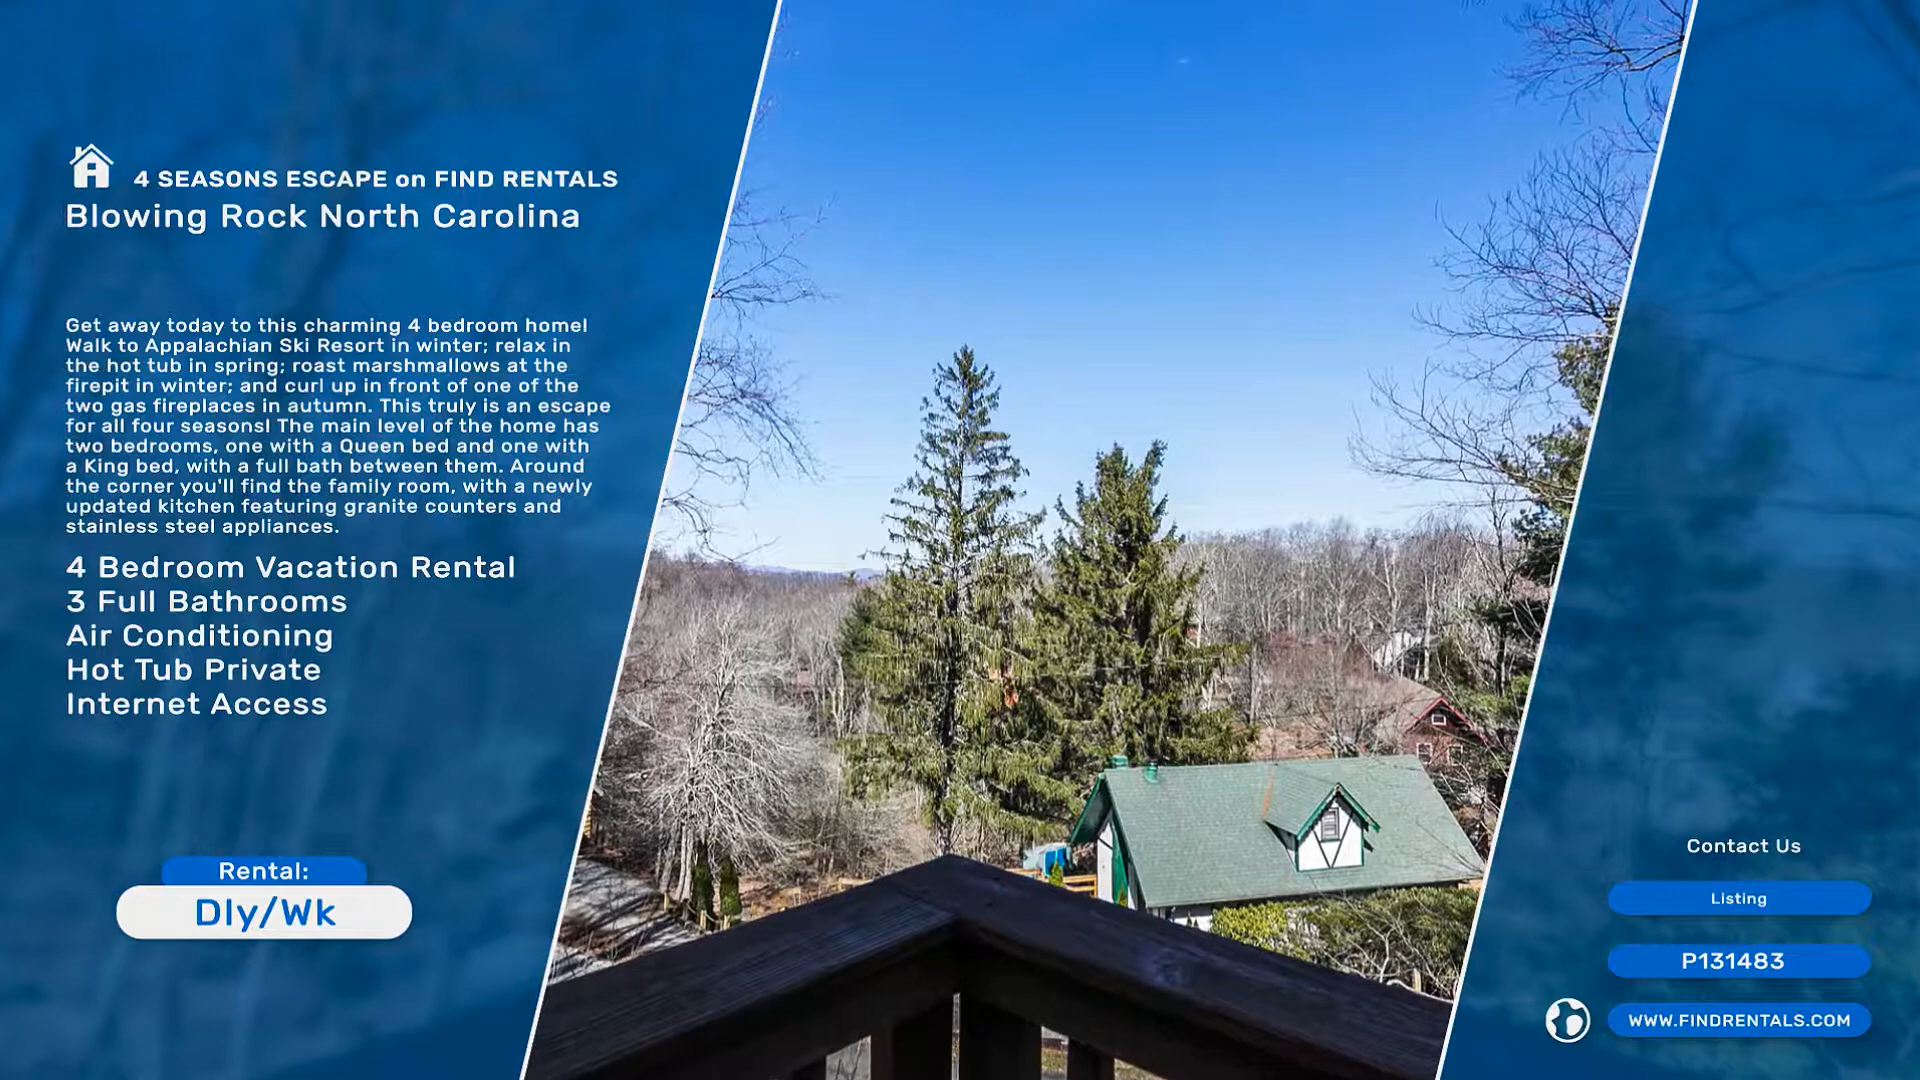 4 SEASONS ESCAPE on FIND RENTALS
Blowing Rock North Carolina
Get away today to this charming 4 bedroom home!
Walk to Appalachian Ski Resort in winter; relax in
the hot tub in spring; roast marshmallows at the
firepit in winter; and curl up in front of one of the
two gas fireplaces in autumn. This truly is an escape
for all four seasons! The main level of the home has
two bedrooms, one with a Queen bed and one with
a King bed, with a full bath between them. Around
the corner you'll find the family room, with a newly
updated kitchen featuring granite counters and
stainless steel appliances.
4 Bedroom Vacation Rental
3 Full Bathrooms
Air Conditioning
Hot Tub Private
Internet Access
Rental:
Dly/Wk
Contact Us
Listing
P131483
WWW.FINDRENTALS.COM